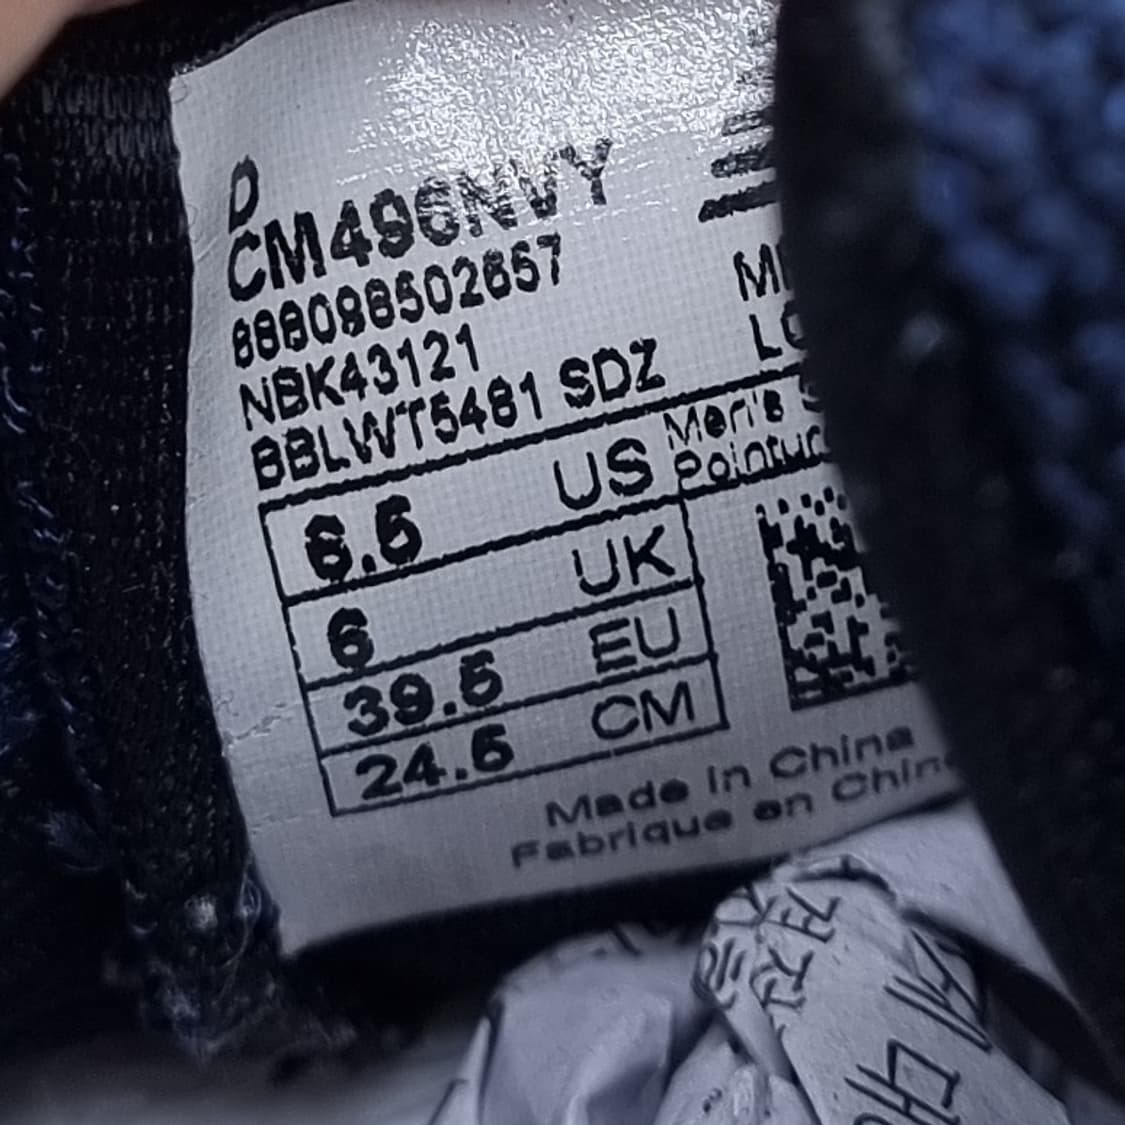 D
CM496NVY
888098502657
NBK43121
BBLWT5481 SDZ
Men's
6.5 US
6 UK
39.5 EU
24.5 CM
Made in China
Fabrique en